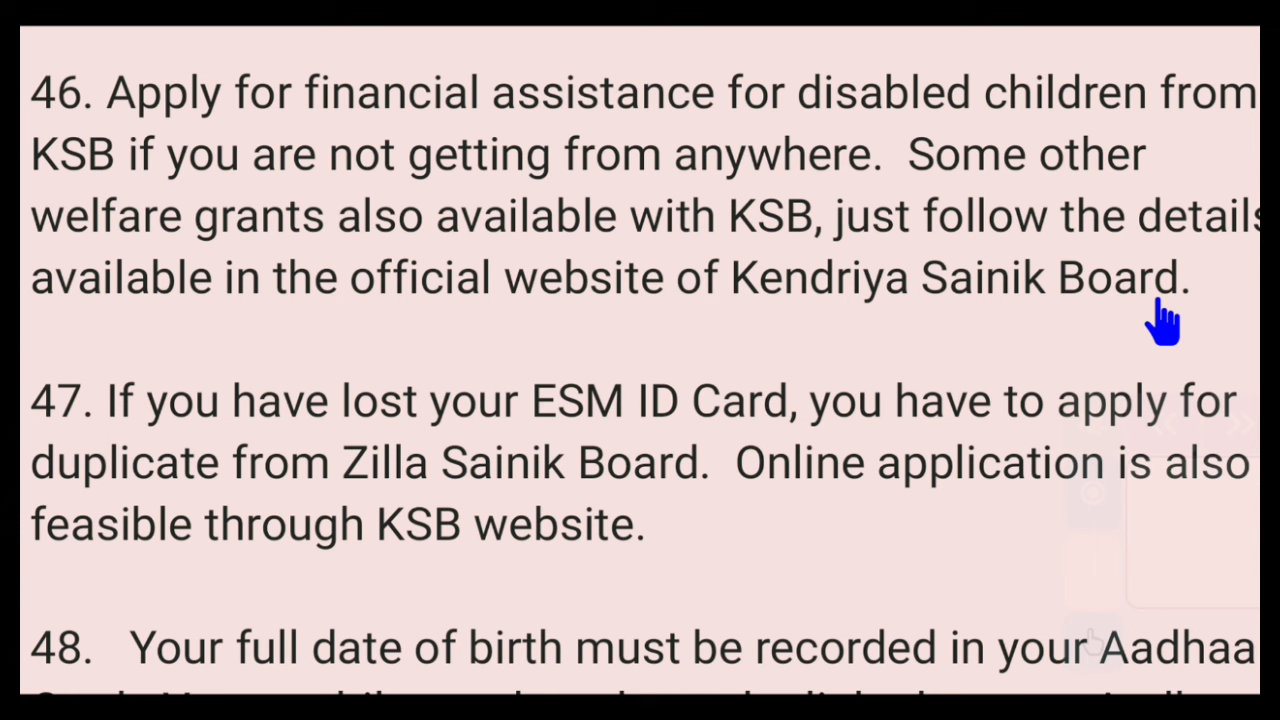 46. Apply for financial assistance for disabled children from
KSB if you are not getting from anywhere.  Some other
welfare grants also available with KSB, just follow the details
available in the official website of Kendriya Sainik Board.
47. If you have lost your ESM ID Card, you have to apply for
duplicate from Zilla Sainik Board.  Online application is also
feasible through KSB website.
48.   Your full date of birth must be recorded in your Aadhaa